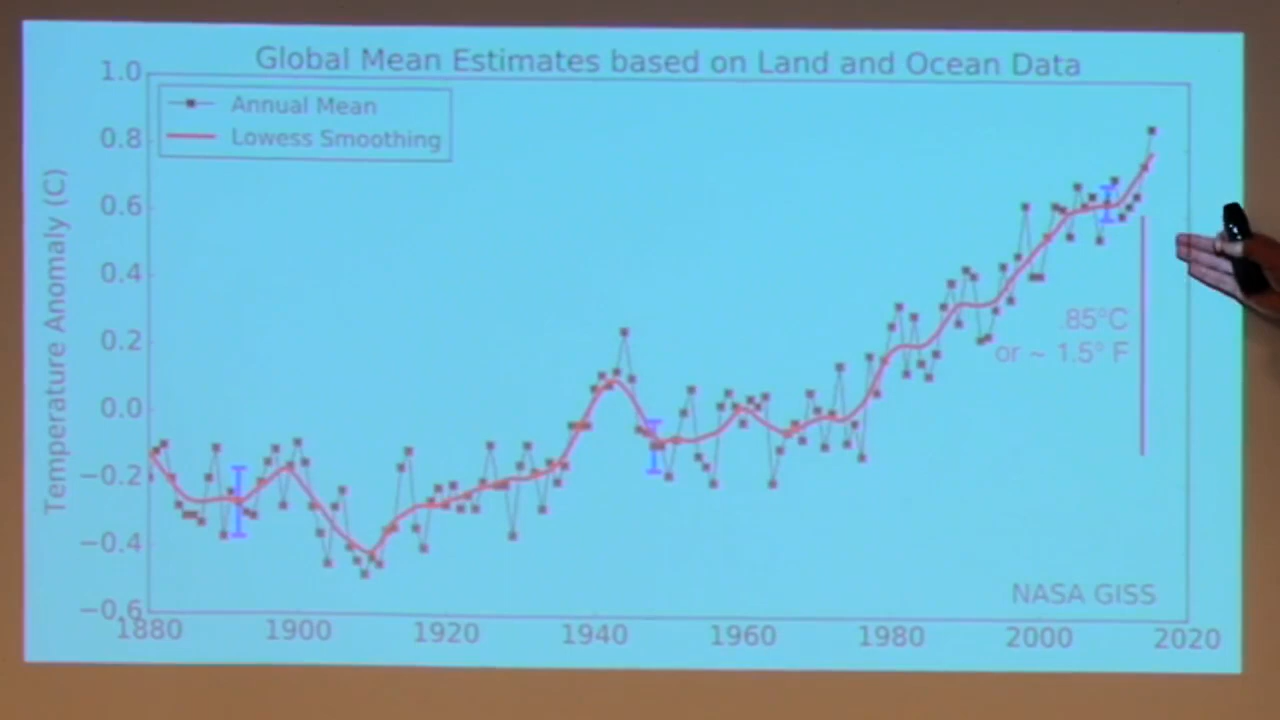 Global Mean Estimates based on Land and Ocean Data
1.0
0.8
0.6
0.4
0.2
0.0
−0.2
−0.4
−0.6
Temperature Anomaly (C)
Annual Mean
Lowess Smoothing
.85°C
or ~ 1.5° F
NASA GISS
1880 1900 1920 1940 1960 1980 2000 2020